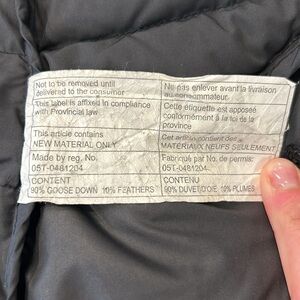 Not to be removed until
delivered to the consumer
This label is affixed in compliance
with Provincial law
This article contains
NEW MATERIAL ONLY
Made by reg. No.
05T-0481204
CONTENT
90% GOOSE DOWN 10% FEATHERS
Ne pas enlever avant la livraison
au consommateur
Cette étiquette est apposée
conformément à la loi de la
province
Cet article contient des
MATÉRIAUX NEUFS SEULEMENT
Fabriqué par No. de permis:
05T-0481204
CONTENU
90% DUVET D'OIE, 10% PLUMES